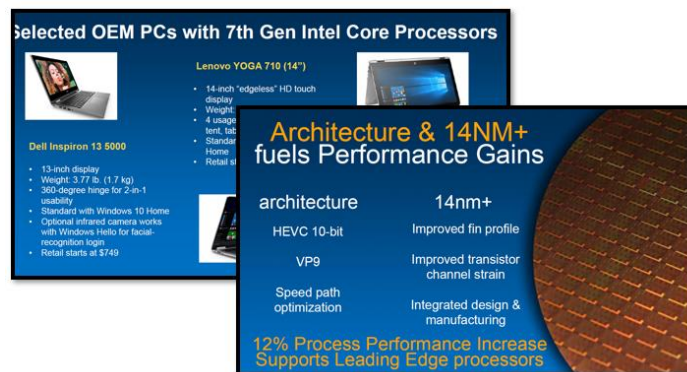 Selected OEM PCs with 7th Gen Intel Core Processors
Lenovo YOGA 710 (14")
• 14-inch "edgeless" HD touch
display
• Weight:
• 4 usage
tent,
•
Home
• Retail
Dell Inspiron 13 5000
• 13-inch display
• Weight: 3.77 lb. (1.7 kg)
• 360-degree hinge for 2-in-1
usability
• Standard with Windows 10 Home
• Optional infrared camera works
with Windows Hello for facial-
recognition login
• Retail starts at $749
Architecture & 14NM+
fuels Performance Gains
architecture
HEVC 10-bit
VP9
Speed path
optimization
14nm+
Improved fin profile
Improved transistor
channel strain
Integrated design &
manufacturing
12% Process Performance Increase
Supports Leading Edge processors